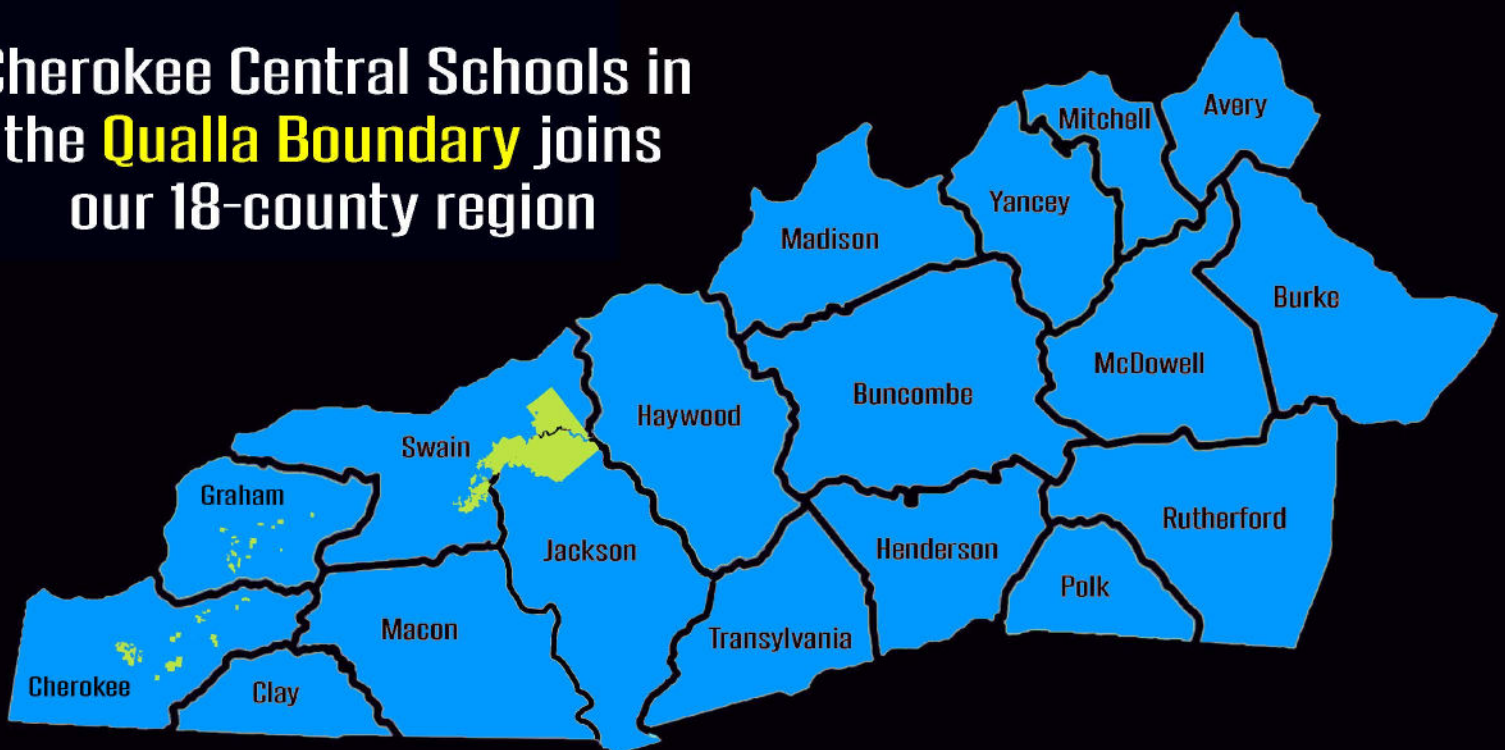 Cherokee Central Schools in
the Qualla Boundary joins
our 18-county region
Avery
Mitchell
Yancey
Madison
Burke
McDowell
Buncombe
Haywood
Swain
Graham
Rutherford
Henderson
Jackson
Polk
Macon
Transylvania
Cherokee
Clay